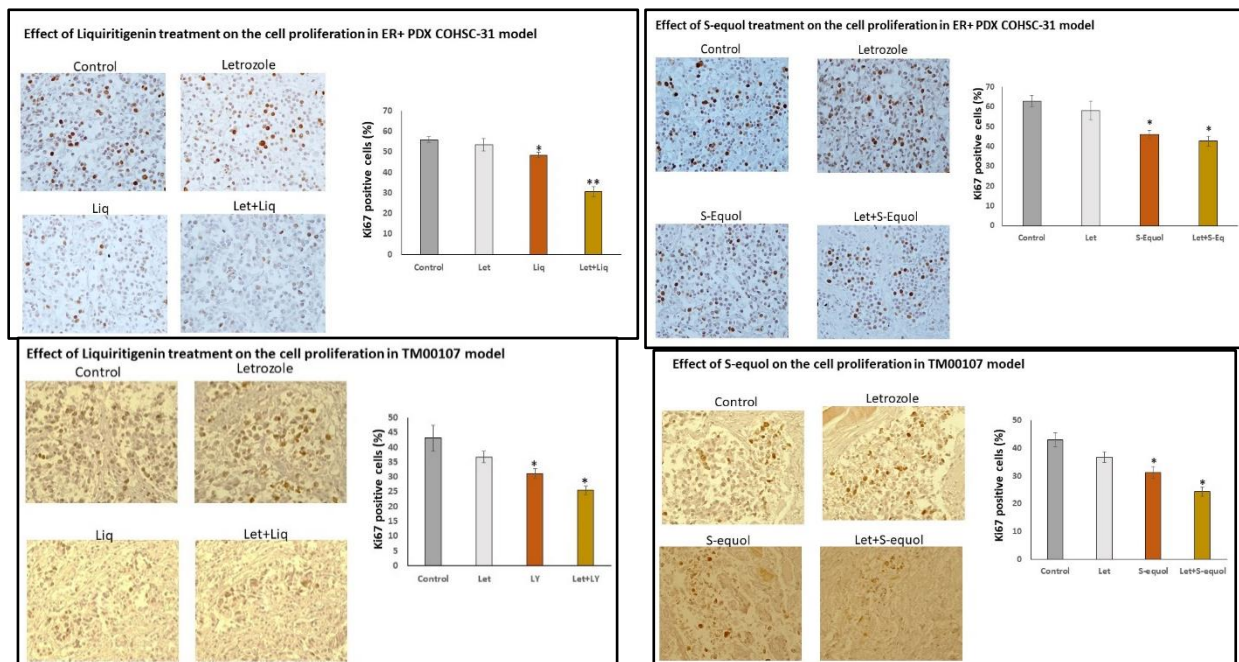 Effect of Liquiritigenin treatment on the cell proliferation in ER+ PDX COHSC-31 model
Control
Letrozole
Liq
Let+Liq
Ki67 positive cells (%)
70
60
50
40
30
20
10
0
*
**
Control Let Liq Let+Liq
Effect of S-equol treatment on the cell proliferation in ER+ PDX COHSC-31 model
Control
Letrozole
S-Equol
Let+S-Equol
Ki67 positive cells (%)
70
60
50
40
30
20
10
0
*
*
Control Let S-Equol Let+S-Eq
Effect of Liquiritigenin treatment on the cell proliferation in TM00107 model
Control
Letrozole
Liq
Let+Liq
Ki67 positive cells (%)
50
45
40
35
30
25
20
15
10
5
0
*
*
Control Let LY Let+LY
Effect of S-equol on the cell proliferation in TM00107 model
Control
Letrozole
S-equol
Let+S-equol
Ki67 positive cells (%)
50
40
30
20
10
0
*
*
Control Let S-equol Let+S-equol